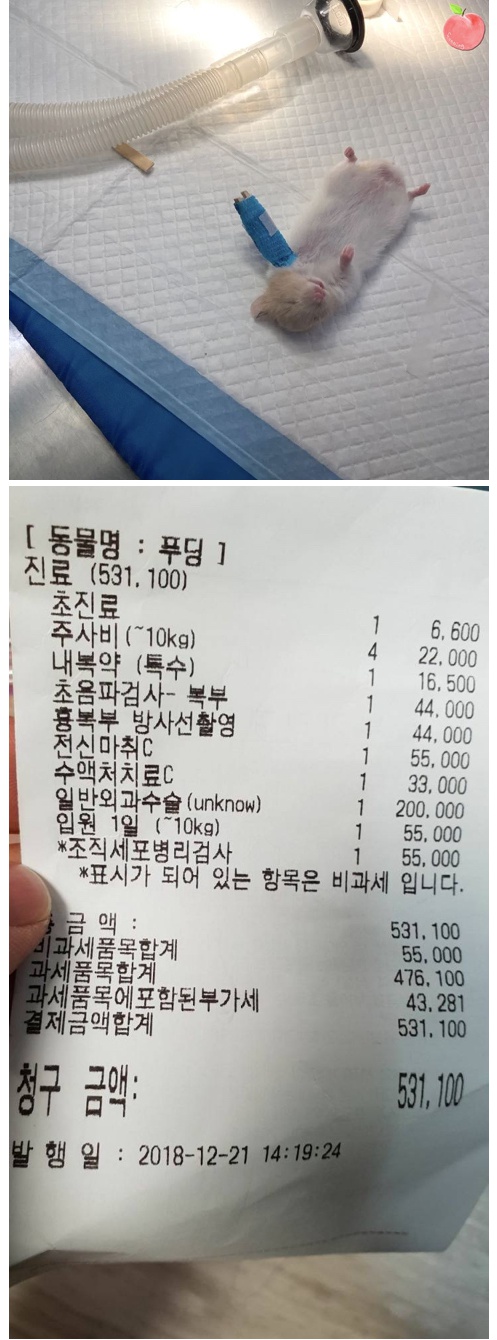 [ 동물명 : 푸딩 ]
진료 (531,100)
초진료 1 6,600
주사비(~10kg) 4 22,000
내복약 (특수) 1 16,500
초음파검사- 복부 1 44,000
흉복부 방사선촬영 1 44,000
전신마취C 1 55,000
수액처치료C 1 33,000
일반외과수술(unknow) 1 200,000
입원 1일 (~10kg) 1 55,000
*조직세포병리검사 1 55,000
*표시가 되어 있는 항목은 비과세 입니다.
금 액 : 531,100
비과세품목합계 55,000
과세품목합계 476,100
과세품목에포함된부가세 43,281
결제금액합계 531,100
청구 금액: 531,100
발 행 일 : 2018-12-21 14:19:24